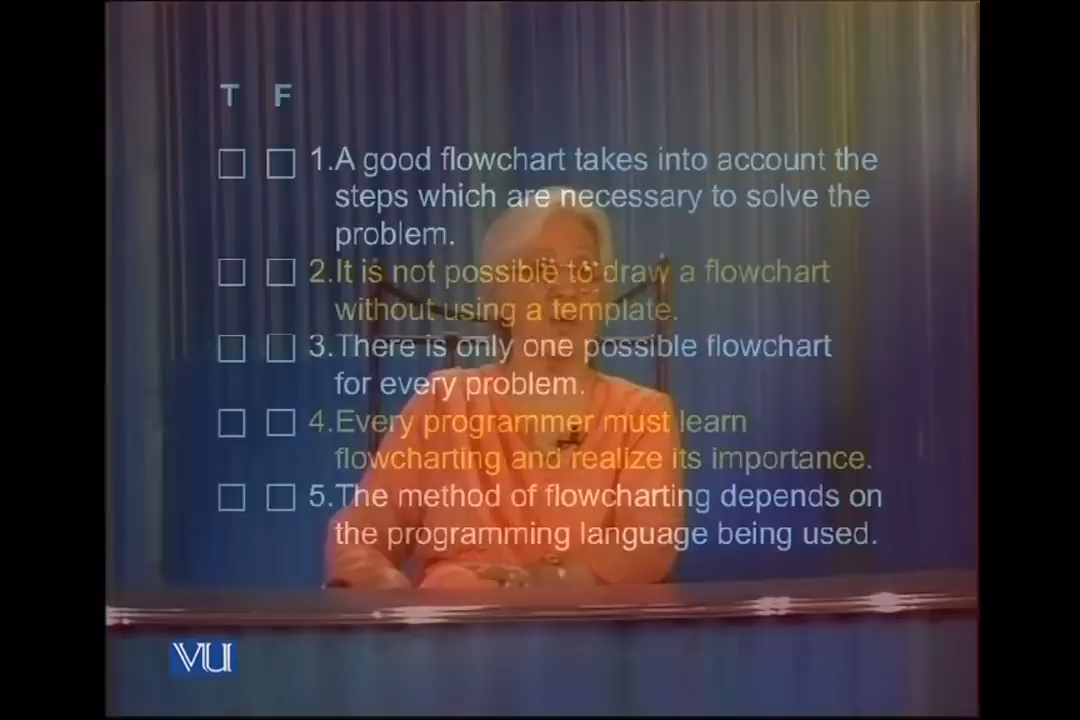 T F
1.A good flowchart takes into account the
steps which are necessary to solve the
problem.
2.It is not possible to draw a flowchart
without using a template.
3.There is only one possible flowchart
for every problem.
4.Every programmer must learn
flowcharting and realize its importance.
5.The method of flowcharting depends on
the programming language being used.
VU